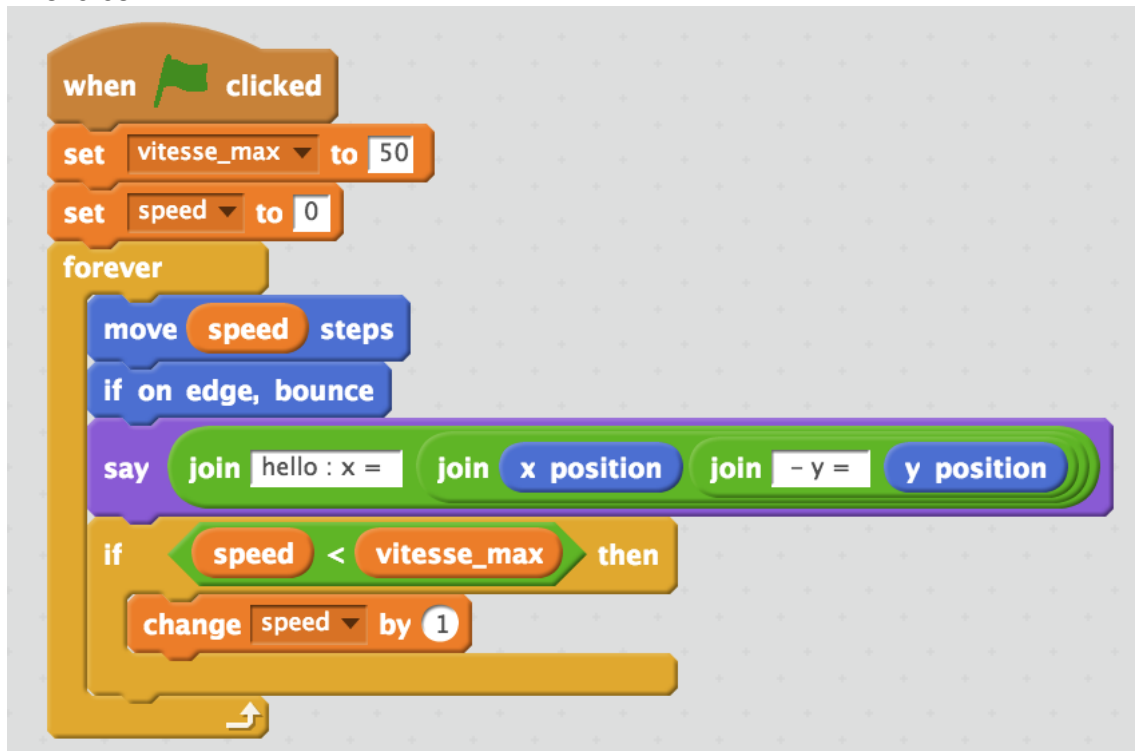 when clicked
set vitesse_max to 50
set speed to 0
forever
move speed steps
if on edge, bounce
say join hello : x = join x position join - y = y position
if speed < vitesse_max then
change speed by 1